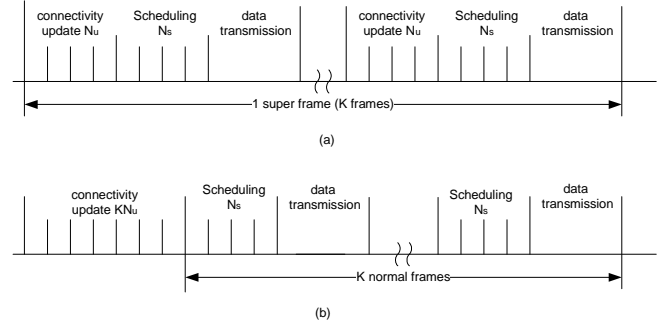 connectivity
update Nu
Scheduling
Ns
data
transmission
connectivity
update Nu
Scheduling
Ns
data
transmission
1 super frame (K frames)
(a)
connectivity
update KNu
Scheduling
Ns
data
transmission
Scheduling
Ns
data
transmission
K normal frames
(b)